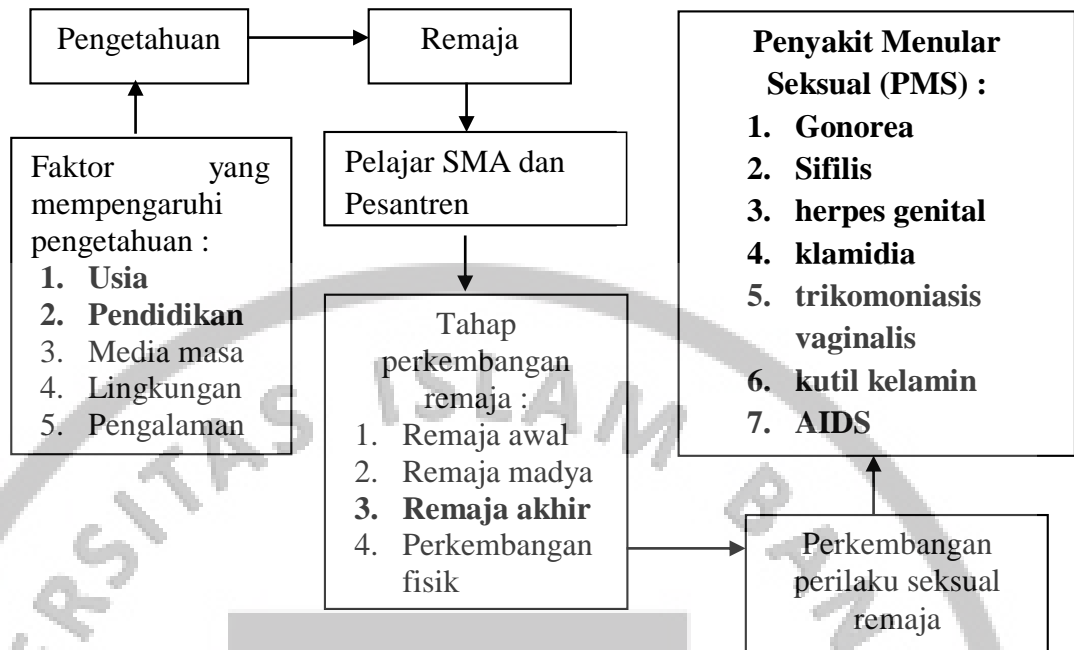 Pengetahuan
Remaja
Faktor yang
mempengaruhi
pengetahuan :
1. Usia
2. Pendidikan
3. Media masa
4. Lingkungan
5. Pengalaman
Pelajar SMA dan
Pesantren
Tahap
perkembangan
remaja :
1. Remaja awal
2. Remaja madya
3. Remaja akhir
4. Perkembangan
fisik
Penyakit Menular
Seksual (PMS) :
1. Gonorea
2. Sifilis
3. herpes genital
4. klamidia
5. trikomoniasis
vaginalis
6. kutil kelamin
7. AIDS
Perkembangan
perilaku seksual
remaja
RSITAS ISLAM BAN